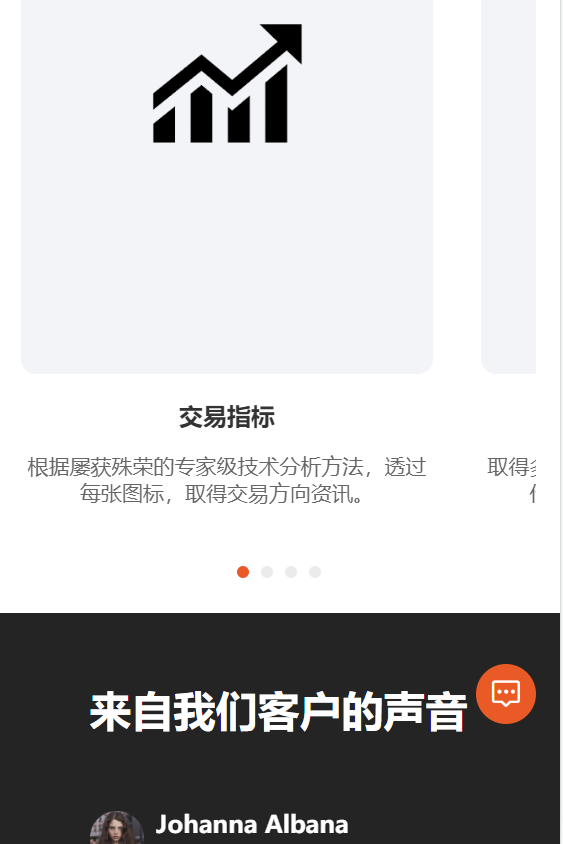 交易指标
根据屡获殊荣的专家级技术分析方法，透过
每张图标，取得交易方向资讯。
取得
来自我们客户的声音
Johanna Albana